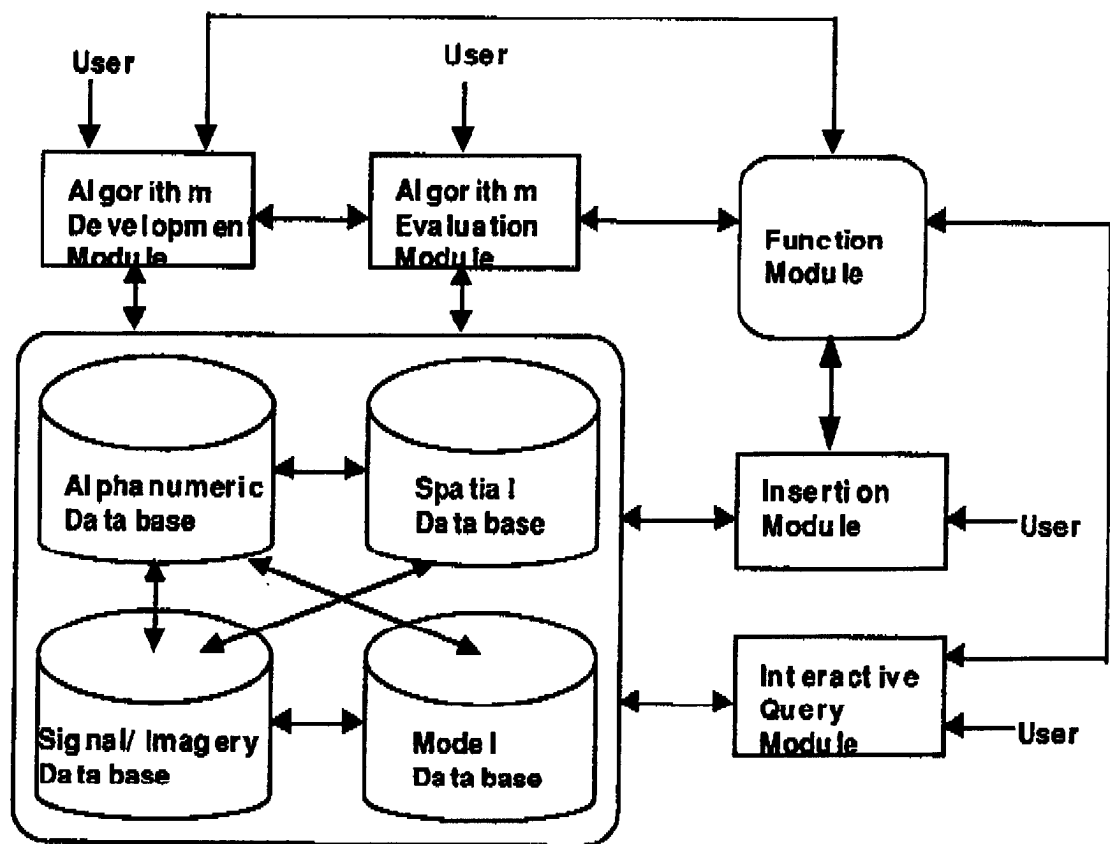 User
User
Algorithm
Development
Module
Algorithm
Evaluation
Module
Function
Module
Alphanumeric
Database
Spatial
Database
Insertion
Module
User
Signal/Imagery
Database
Model
Database
Interactive
Query
Module
User